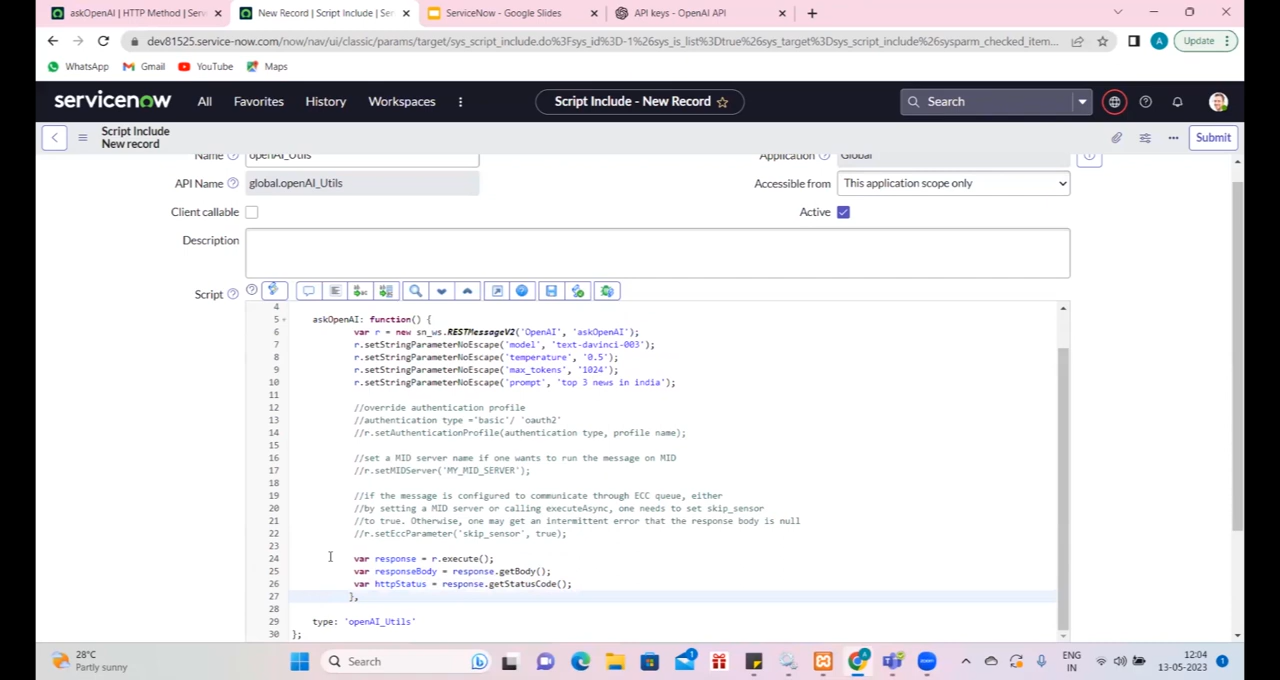 askOpenAI | HTTP Method | Serv
New Record | Script Include | Ser
ServiceNow - Google Slides
API keys - OpenAI API
dev81525.service-now.com/now/nav/ui/classic/params/target/sys_script_include.do%3Fsys_id%3D-1%26sys_is_list%3Dtrue%26sys_target%3Dsys_script_include%26sysparm_checked_item...
A
Update
WhatsApp
Gmail
YouTube
Maps
servicenow
All
Favorites
History
Workspaces
Script Include - New Record
Search
Script Include
New record
Submit
Name
openAI_Utils
Application
Global
API Name
global.openAI_Utils
Accessible from
This application scope only
Client callable
Active
Description
Script
4
5 askOpenAI: function() {
6 var r = new sn_ws.RESTMessageV2('OpenAI', 'askOpenAI');
7 r.setStringParameterNoEscape('model', 'text-davinci-003');
8 r.setStringParameterNoEscape('temperature', '0.5');
9 r.setStringParameterNoEscape('max_tokens', '1024');
10 r.setStringParameterNoEscape('prompt', 'top 3 news in india');
11
12 //override authentication profile
13 //authentication type ='basic'/ 'oauth2'
14 //r.setAuthenticationProfile(authentication type, profile name);
15
16 //set a MID server name if one wants to run the message on MID
17 //r.setMIDServer('MY_MID_SERVER');
18
19 //if the message is configured to communicate through ECC queue, either
20 //by setting a MID server or calling executeAsync, one needs to set skip_sensor
21 //to true. Otherwise, one may get an intermittent error that the response body is null
22 //r.setEccParameter('skip_sensor', true);
23
24 var response = r.execute();
25 var responseBody = response.getBody();
26 var httpStatus = response.getStatusCode();
27 },
28
29 type: 'openAI_Utils'
30 };
28°C
Partly sunny
Search
ENG
IN
12:04
13-05-2023
1